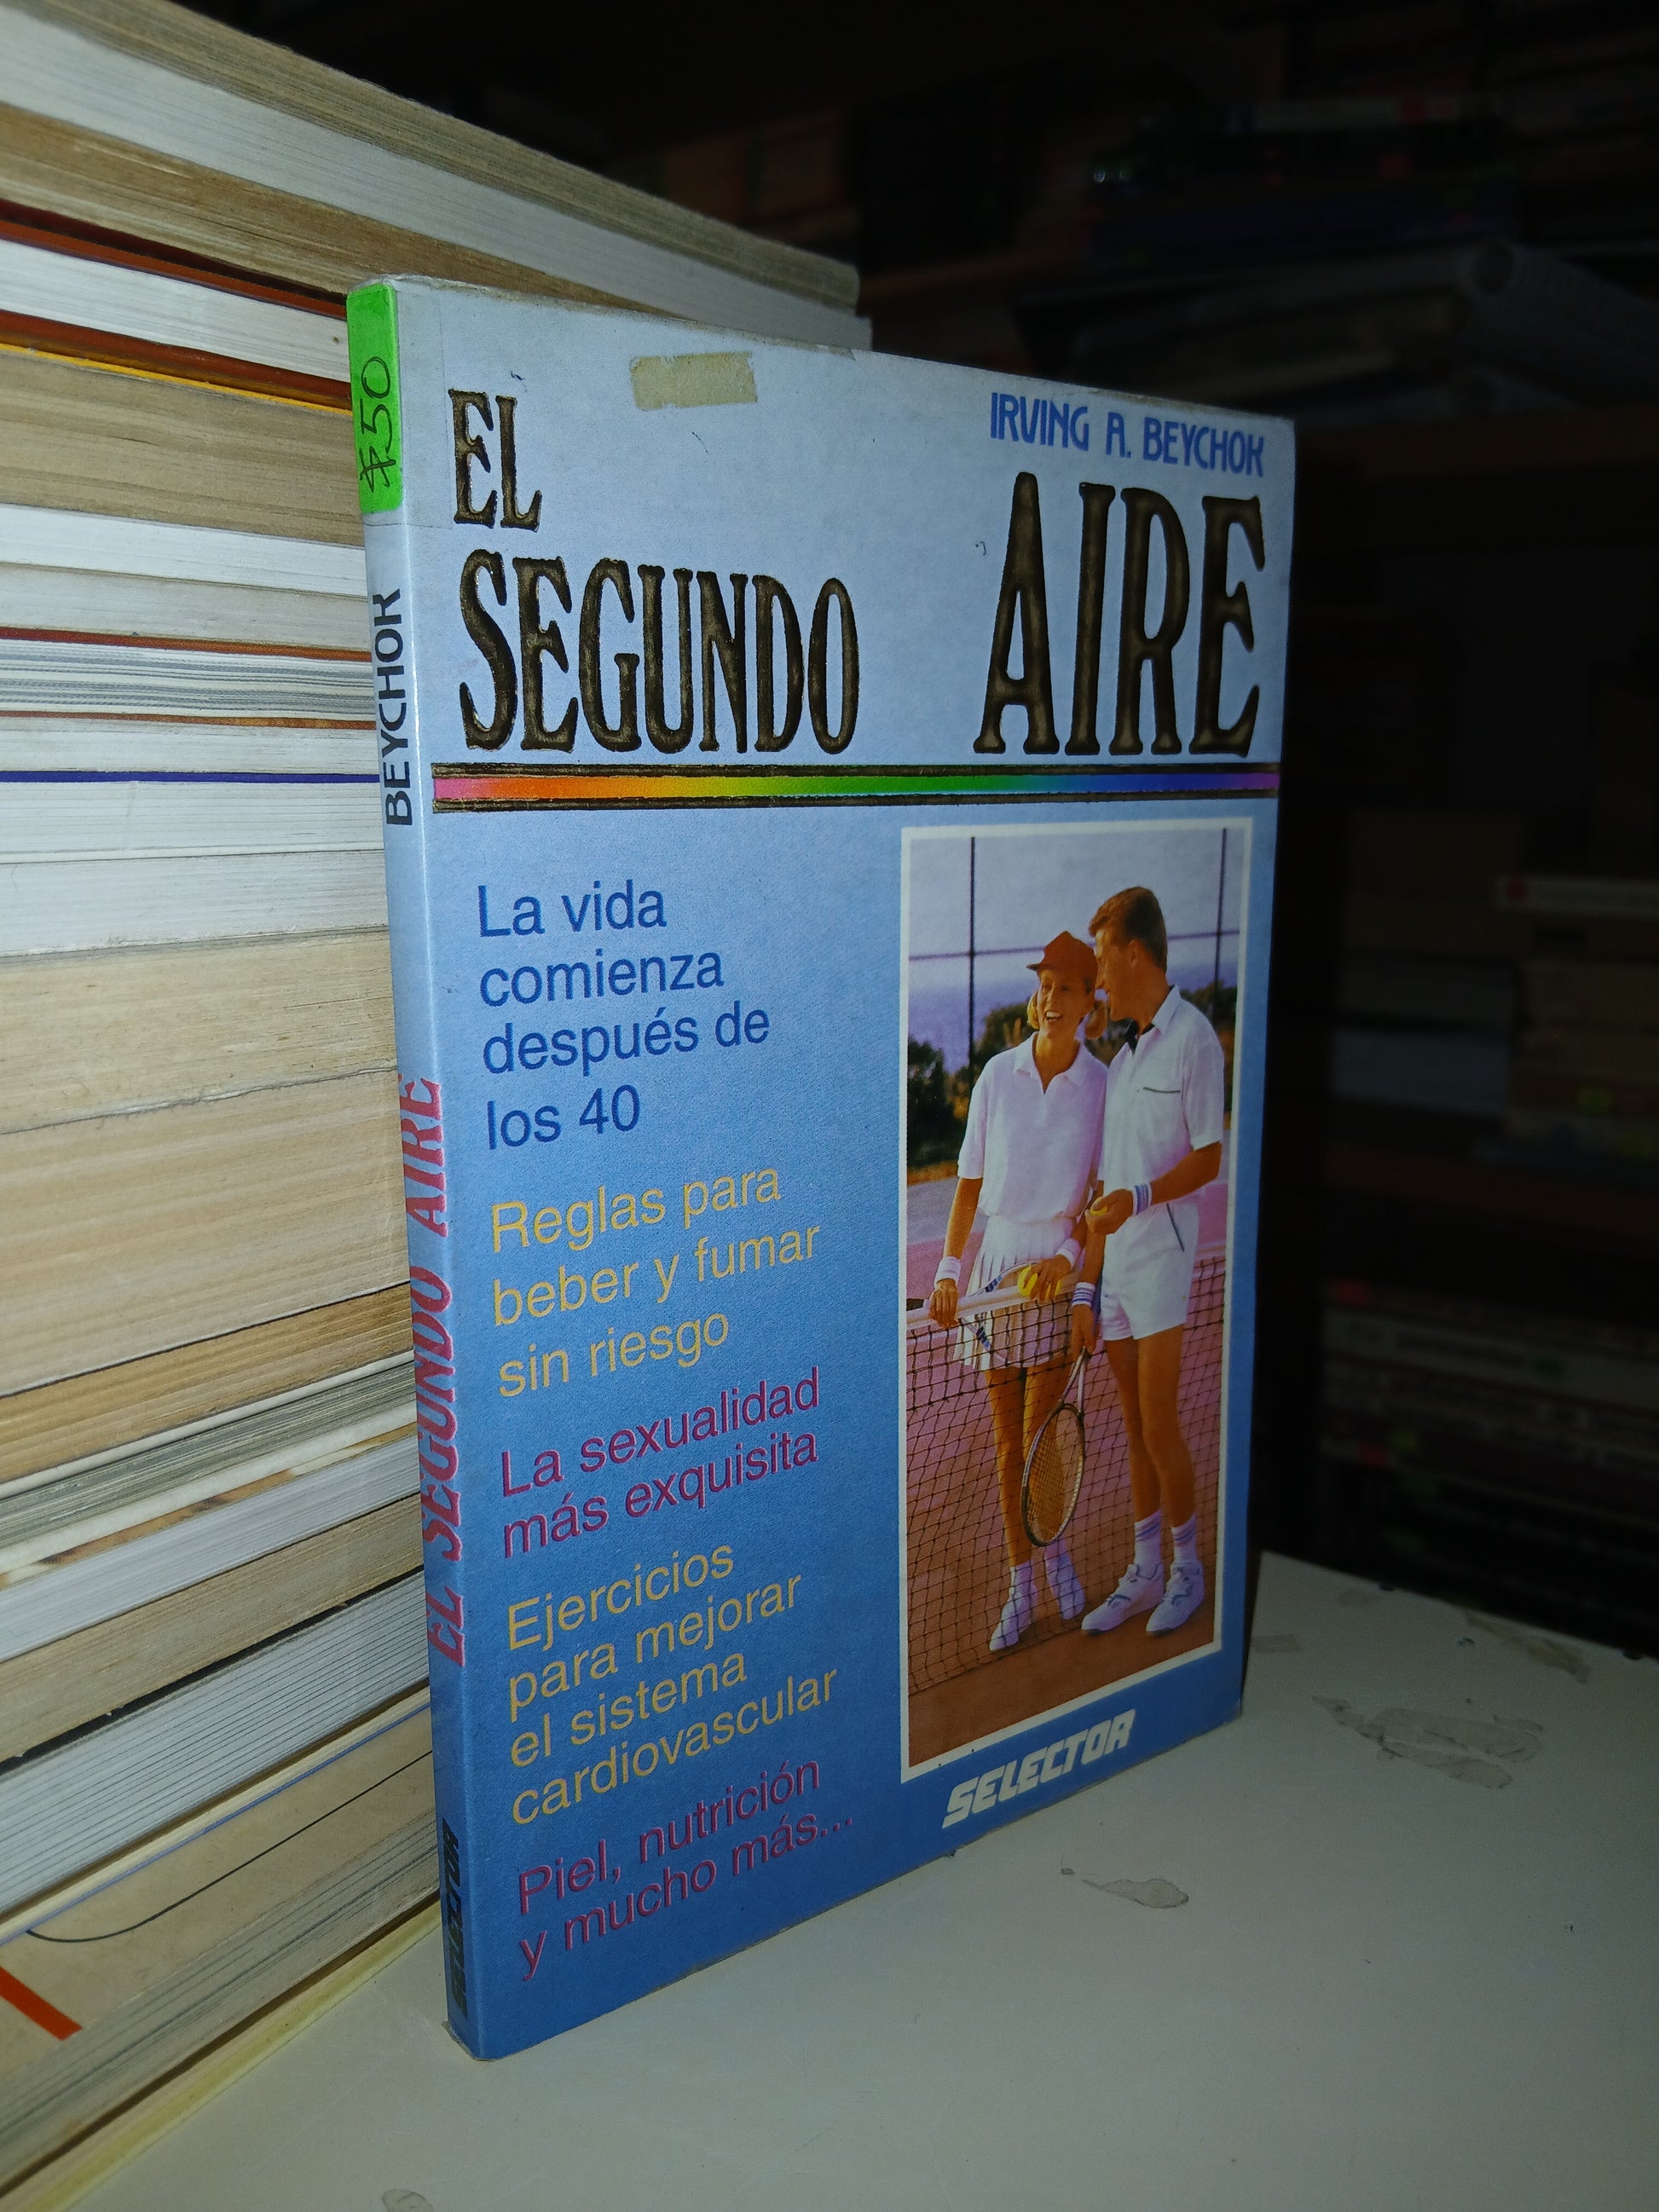 $50
BEYCHOK
EL SEGUNDO AIRE
SELECTOR
IRVING A. BEYCHOK
EL
SEGUNDO AIRE
La vida
comienza
después de
los 40
Reglas para
beber y fumar
sin riesgo
La sexualidad
más exquisita
Ejercicios
para mejorar
el sistema
cardiovascular
Piel, nutrición
y mucho más...
SELECTOR